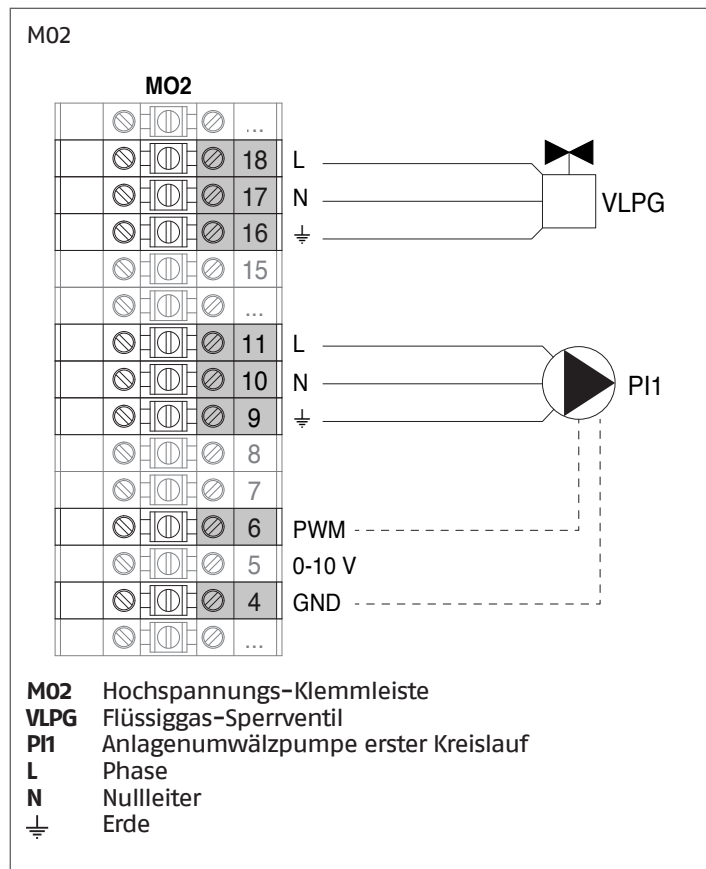 M02
MO2
...
18 L
17 N VLPG
16 ⏚
15
...
11 L
10 N PI1
9 ⏚
8
7
6 PWM
5 0-10 V
4 GND
...
M02 Hochspannungs-Klemmleiste
VLPG Flüssiggas-Sperrventil
PI1 Anlagenumwälzpumpe erster Kreislauf
L Phase
N Nullleiter
⏚ Erde